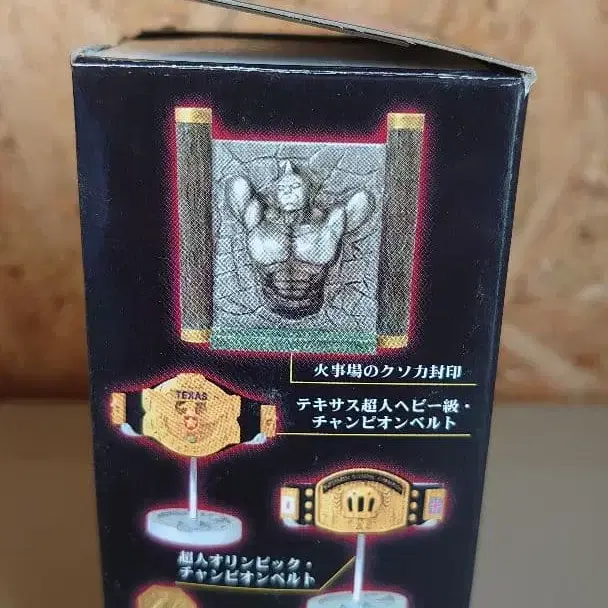 火事場のクソ力封印
TEXAS
テキサス超人ヘビー級・
チャンピオンベルト
超人オリンピック・
チャンピオンベルト